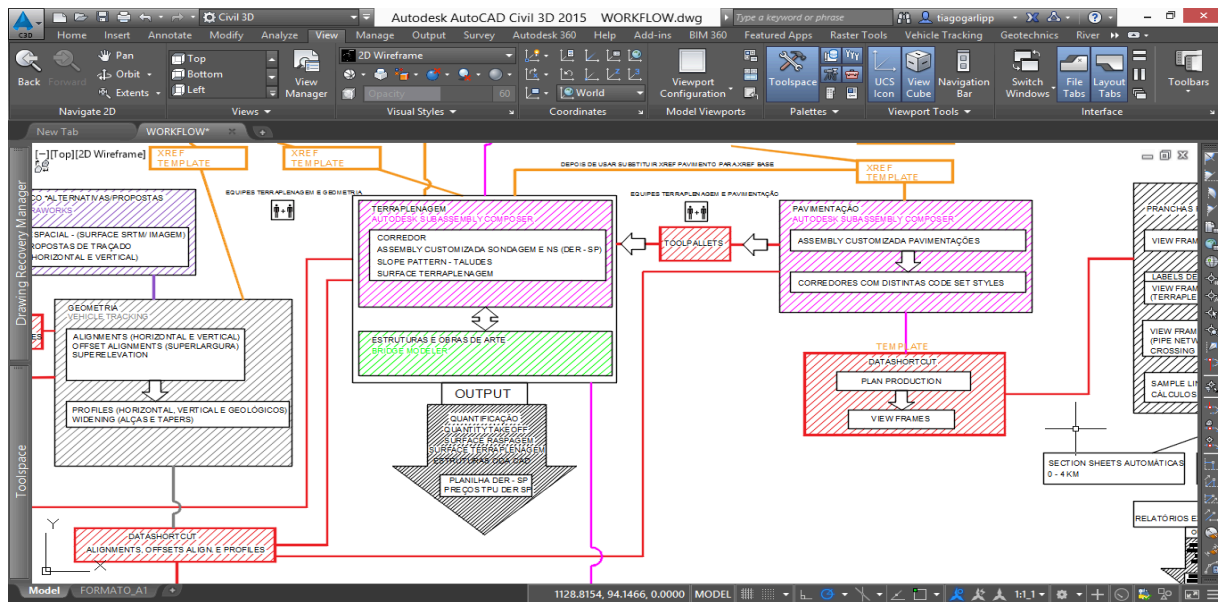 Civil 3D
Autodesk AutoCAD Civil 3D 2015 WORKFLOW.dwg
Type a keyword or phrase
tiagogarlipp
C3D
Home Insert Annotate Modify Analyze View Manage Output Survey Autodesk 360 Help Add-ins BIM 360 Featured Apps Raster Tools Vehicle Tracking Geotechnics River
Back
Forward
Pan
Orbit
Extents
Navigate 2D
Top
Bottom
Left
View
Manager
Views
2D Wireframe
Opacity 60
Visual Styles
World
Coordinates
Viewport
Configuration
Model Viewports
Toolspace
Palettes
UCS
Icon
View
Cube
Navigation
Bar
Viewport Tools
Switch
Windows
File
Tabs
Layout
Tabs
Interface
Toolbars
New Tab
WORKFLOW*
Drawing Recovery Manager
Toolspace
[-][Top][2D Wireframe]
XREF
TEMPLATE
XREF
TEMPLATE
DEPOIS DE USAR SUBSTITUIR XREF PAVIMENTO PARA XREF BASE
XREF
TEMPLATE
CO *ALTERNATIVAS/PROPOSTAS
RAWORKS
SPACIAL - (SURFACE SRTM/ IMAGEM)
ROPOSTAS DE TRAÇADO
HORIZONTAL E VERTICAL)
EQUIPES TERRAPLENAGEM E GEOMETRIA
TERRAPLENAGEM
AUTODESK SUBASSEMBLY COMPOSER
CORREDOR
ASSEMBLY CUSTOMIZADA SONDAGEM E NS (DER - SP)
SLOPE PATTERN - TALUDES
SURFACE TERRAPLENAGEM
ESTRUTURAS E OBRAS DE ARTE
BRIDGE MODELER
EQUIPES TERRAPLENAGEM E PAVIMENTAÇÃO
TOOLPALLETS
PAVIMENTAÇÃO
AUTODESK SUBASSEMBLY COMPOSER
ASSEMBLY CUSTOMIZADA PAVIMENTAÇÕES
CORREDORES COM DISTINTAS CODE SET STYLES
PRANCHAS
VIEW FRAM
LABELS DE
VIEW FRAM
(TERRAPLE
VIEW FRAM
(PIPE NETW
CROSSING
SAMPLE LIN
CÁLCULOS
GEOMETRIA
VEHICLE TRACKING
ALIGNMENTS (HORIZONTAL E VERTICAL)
OFFSET ALIGNMENTS (SUPERLARGURA)
SUPERELEVATION
PROFILES (HORIZONTAL, VERTICAL E GEOLÓGICOS)
WIDENING (ALÇAS E TAPERS)
OUTPUT
QUANTIFICAÇÃO
QUANTITY TAKE OFF
SURFACE RASPAGEM
SURFACE TERRAPLENAGEM
PLANILHA DER - SP
PREÇOS TPU DER SP
TEMPLATE
DATASHORTCUT
PLAN PRODUCTION
VIEW FRAMES
SECTION SHEETS AUTOMÁTICAS
0 - 4 KM
RELATÓRIOS E
DATASHORTCUT
ALIGNMENTS, OFFSETS ALIGN. E PROFILES
Y
X
Model FORMATO_A1
1128.8154, 94.1466, 0.0000 MODEL
1:1_1